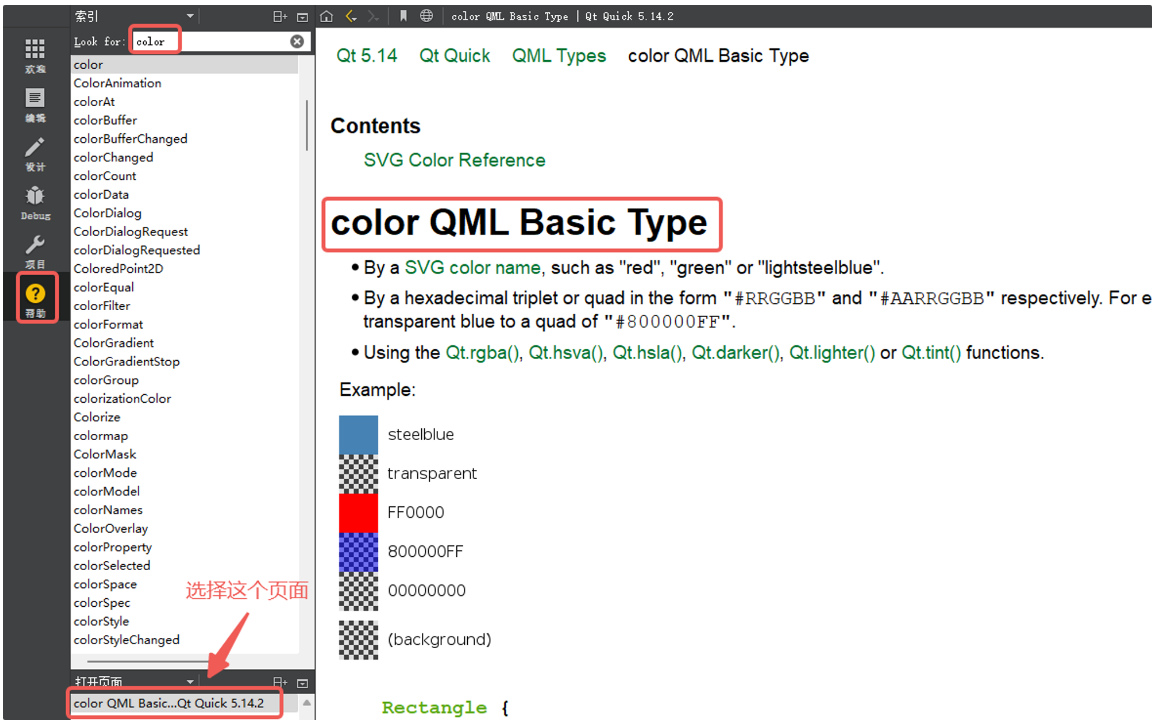 索引
color QML Basic Type | Qt Quick 5.14.2
Look for:
color
欢迎
编辑
设计
Debug
项目
帮助
color
ColorAnimation
colorAt
colorBuffer
colorBufferChanged
colorChanged
colorCount
colorData
ColorDialog
ColorDialogRequest
colorDialogRequested
ColoredPoint2D
colorEqual
colorFilter
colorFormat
ColorGradient
ColorGradientStop
colorGroup
colorizationColor
Colorize
colormap
ColorMask
colorMode
colorModel
colorNames
ColorOverlay
colorProperty
colorSelected
colorSpace
colorSpec
colorStyle
colorStyleChanged
选择这个页面
打开页面
color QML Basic...Qt Quick 5.14.2
Qt 5.14 Qt Quick QML Types color QML Basic Type
Contents
SVG Color Reference
color QML Basic Type
• By a SVG color name, such as "red", "green" or "lightsteelblue".
• By a hexadecimal triplet or quad in the form "#RRGGBB" and "#AARRGGBB" respectively. For e
transparent blue to a quad of "#800000FF".
• Using the Qt.rgba(), Qt.hsva(), Qt.hsla(), Qt.darker(), Qt.lighter() or Qt.tint() functions.
Example:
steelblue
transparent
FF0000
800000FF
00000000
(background)
Rectangle {